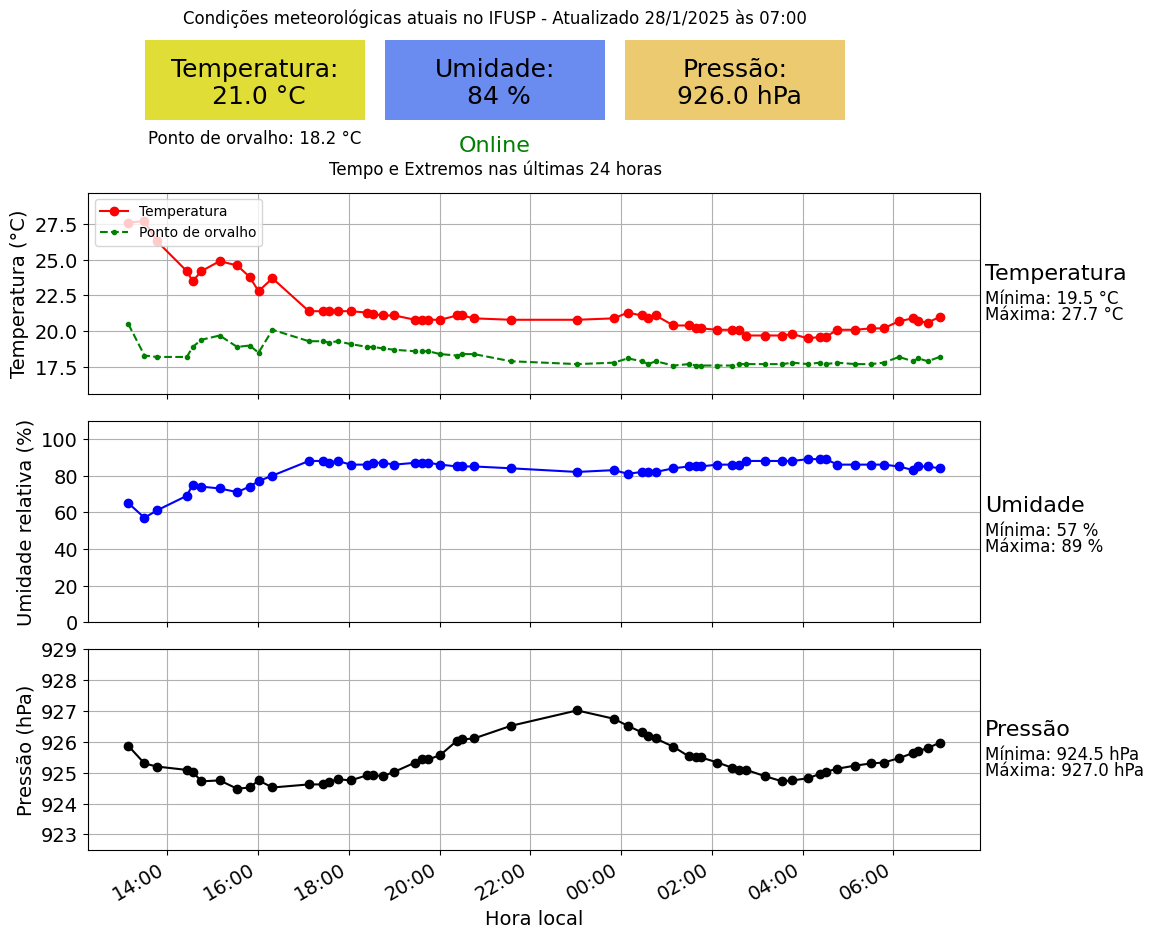 Condições meteorológicas atuais no IFUSP - Atualizado 28/1/2025 às 07:00
Temperatura:
21.0 °C
Umidade:
84 %
Pressão:
926.0 hPa
Ponto de orvalho: 18.2 °C
Online
Tempo e Extremos nas últimas 24 horas
Temperatura (°C)
27.5
25.0
22.5
20.0
17.5
Temperatura
Ponto de orvalho
Temperatura
Mínima: 19.5 °C
Máxima: 27.7 °C
Umidade relativa (%)
100
80
60
40
20
0
Umidade
Mínima: 57 %
Máxima: 89 %
Pressão (hPa)
929
928
927
926
925
924
923
Pressão
Mínima: 924.5 hPa
Máxima: 927.0 hPa
14:00
16:00
18:00
20:00
22:00
00:00
02:00
04:00
06:00
Hora local